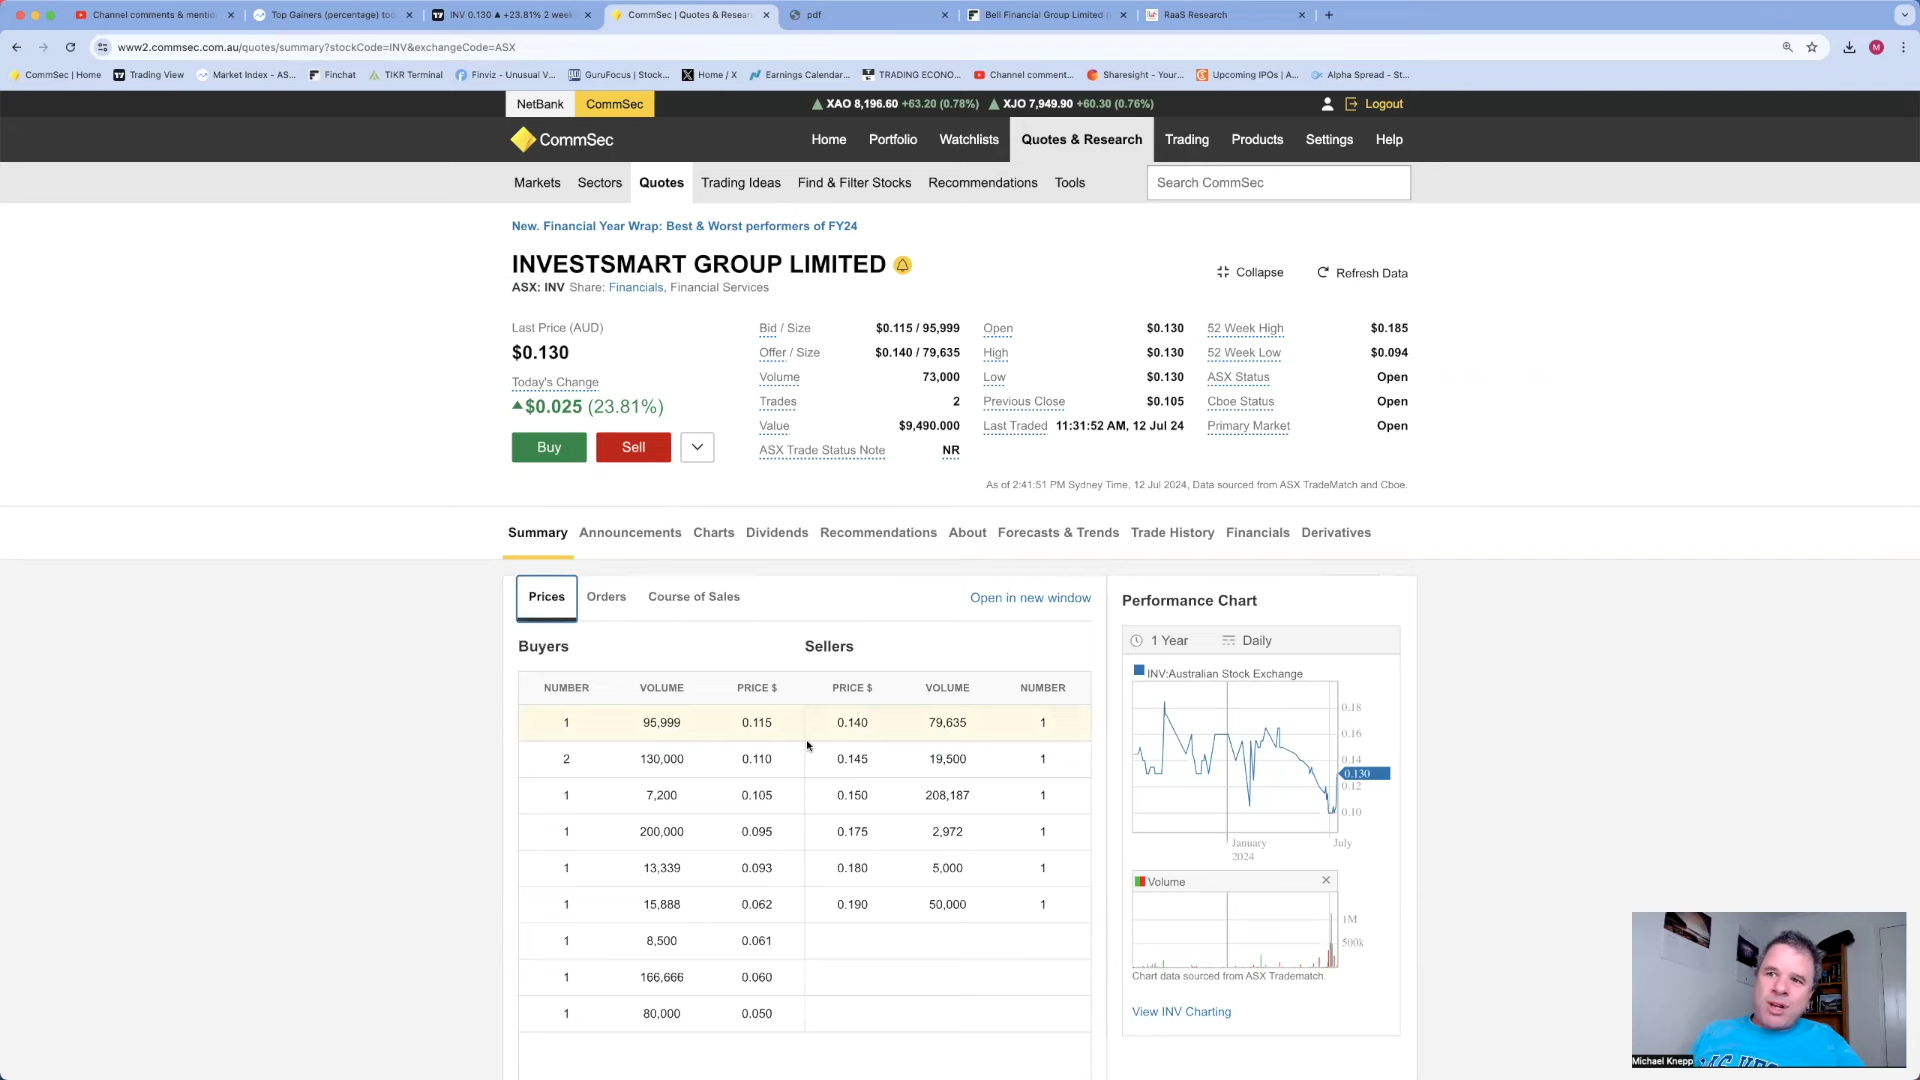 Channel comments & mentio
Top Gainers (percentage) tod
INV 0.130 ▲ +23.81% 2 week
CommSec | Quotes & Resear
pdf
Bell Financial Group Limited (
RaaS Research
www2.commsec.com.au/quotes/summary?stockCode=INV&exchangeCode=ASX
M
CommSec | Home
Trading View
Market Index - AS...
Finchat
TIKR Terminal
Finviz - Unusual V...
GuruFocus | Stock...
Home / X
Earnings Calendar...
TRADING ECONO...
Channel comment...
Sharesight - Your...
Upcoming IPOs | A...
Alpha Spread - St...
NetBank
CommSec
XAO 8,196.60 +63.20 (0.78%)
XJO 7,949.90 +60.30 (0.76%)
Logout
CommSec
Home
Portfolio
Watchlists
Quotes & Research
Trading
Products
Settings
Help
Markets
Sectors
Quotes
Trading Ideas
Find & Filter Stocks
Recommendations
Tools
Search CommSec
New. Financial Year Wrap: Best & Worst performers of FY24
INVESTSMART GROUP LIMITED
Collapse
Refresh Data
ASX: INV Share: Financials, Financial Services
Last Price (AUD)
$0.130
Today's Change
$0.025 (23.81%)
Buy
Sell
Bid / Size $0.115 / 95,999
Offer / Size $0.140 / 79,635
Volume 73,000
Trades 2
Value $9,490.000
ASX Trade Status Note NR
Open $0.130
High $0.130
Low $0.130
Previous Close $0.105
Last Traded 11:31:52 AM, 12 Jul 24
52 Week High $0.185
52 Week Low $0.094
ASX Status Open
Cboe Status Open
Primary Market Open
As of 2:41:51 PM Sydney Time, 12 Jul 2024, Data sourced from ASX TradeMatch and Cboe.
Summary
Announcements
Charts
Dividends
Recommendations
About
Forecasts & Trends
Trade History
Financials
Derivatives
Prices
Orders
Course of Sales
Open in new window
Buyers
Sellers
NUMBER VOLUME PRICE $ PRICE $ VOLUME NUMBER
1 95,999 0.115 0.140 79,635 1
2 130,000 0.110 0.145 19,500 1
1 7,200 0.105 0.150 208,187 1
1 200,000 0.095 0.175 2,972 1
1 13,339 0.093 0.180 5,000 1
1 15,888 0.062 0.190 50,000 1
1 8,500 0.061
1 166,666 0.060
1 80,000 0.050
Performance Chart
1 Year
Daily
INV:Australian Stock Exchange
0.18
0.16
0.14
0.130
0.12
0.10
January
2024
July
Volume
1M
500k
Chart data sourced from ASX Tradematch.
View INV Charting
Michael Knepp